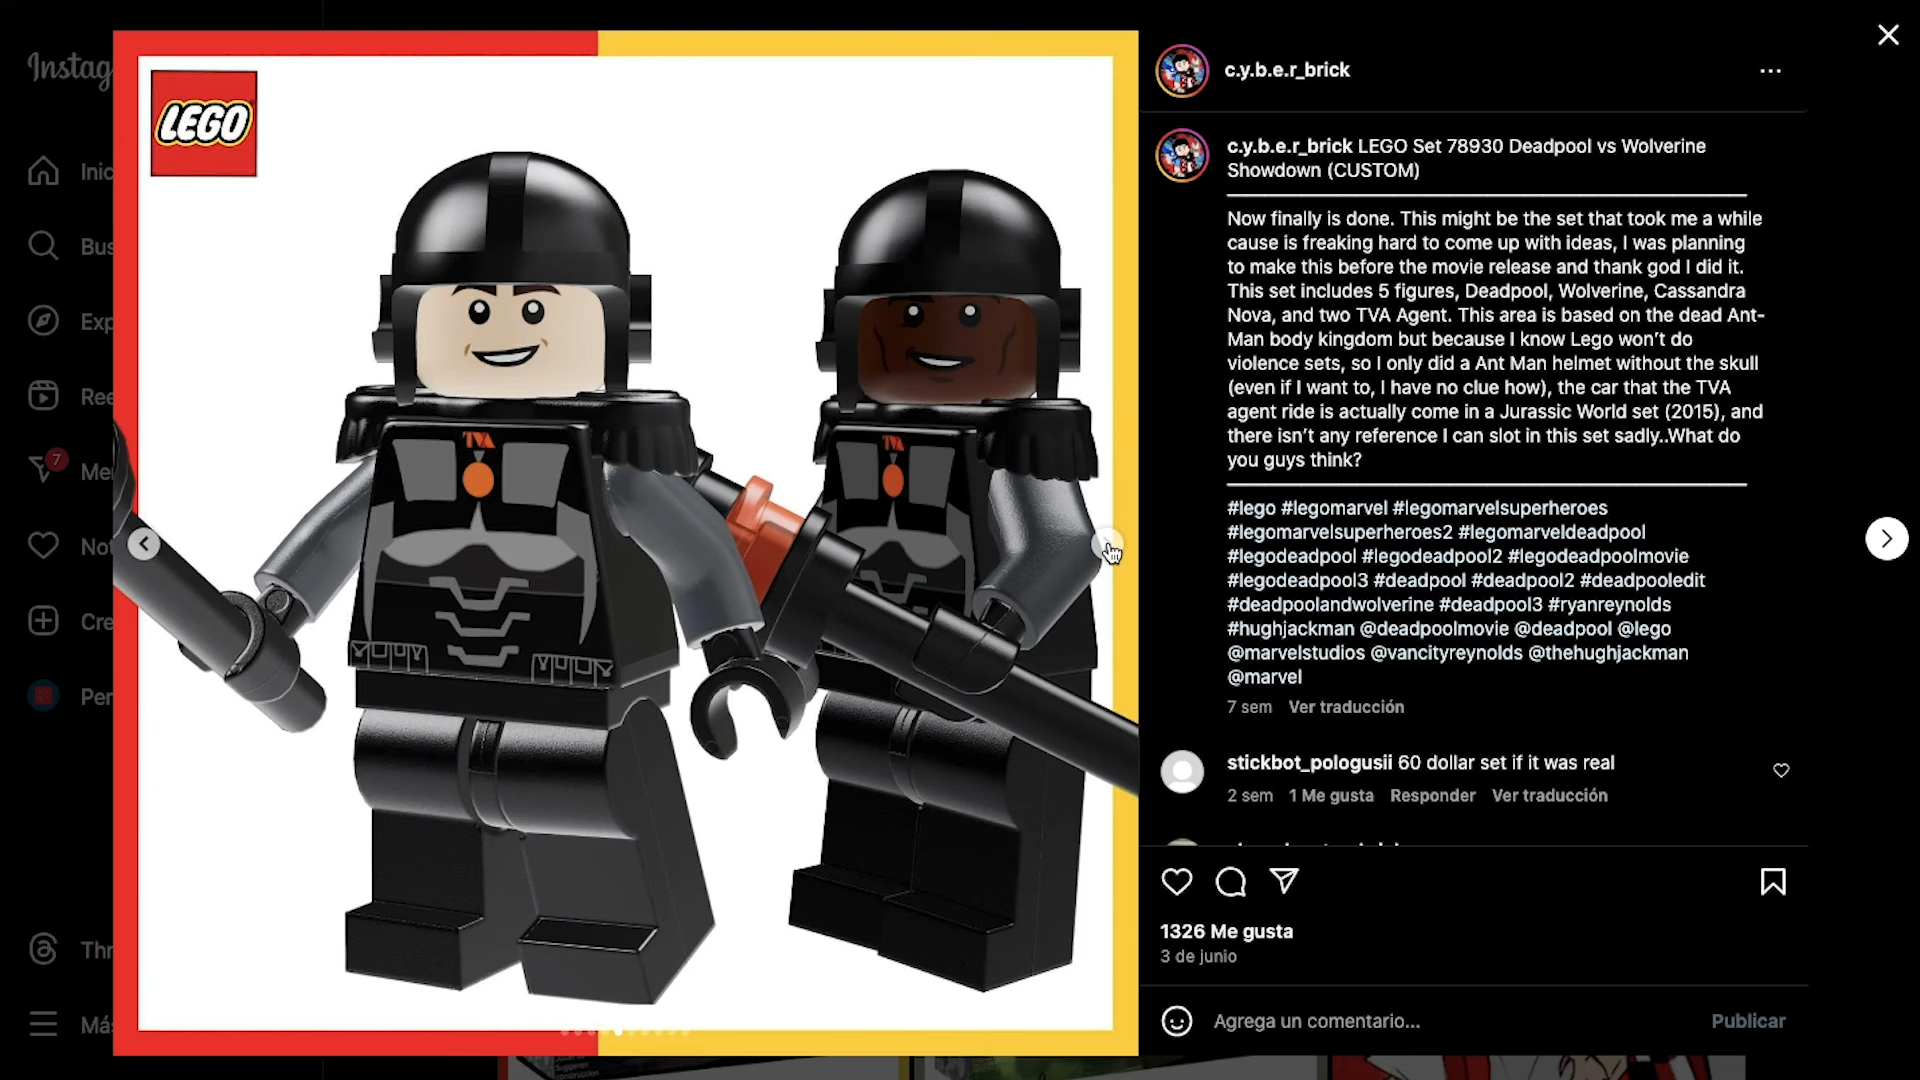 Instag
Inic
Bus
Exp
Ree
7
Me
Not
Cre
Per
Thr
Más
LEGO
TVA
TVA
c.y.b.e.r_brick
c.y.b.e.r_brick LEGO Set 78930 Deadpool vs Wolverine
Showdown (CUSTOM)
Now finally is done. This might be the set that took me a while
cause is freaking hard to come up with ideas, I was planning
to make this before the movie release and thank god I did it.
This set includes 5 figures, Deadpool, Wolverine, Cassandra
Nova, and two TVA Agent. This area is based on the dead Ant-
Man body kingdom but because I know Lego won’t do
violence sets, so I only did a Ant Man helmet without the skull
(even if I want to, I have no clue how), the car that the TVA
agent ride is actually come in a Jurassic World set (2015), and
there isn’t any reference I can slot in this set sadly..What do
you guys think?
#lego #legomarvel #legomarvelsuperheroes
#legomarvelsuperheroes2 #legomarveldeadpool
#legodeadpool #legodeadpool2 #legodeadpoolmovie
#legodeadpool3 #deadpool #deadpool2 #deadpooledit
#deadpoolandwolverine #deadpool3 #ryanreynolds
#hughjackman @deadpoolmovie @deadpool @lego
@marvelstudios @vancityreynolds @thehughjackman
@marvel
7 sem Ver traducción
stickbot_pologusii 60 dollar set if it was real
2 sem 1 Me gusta Responder Ver traducción
1326 Me gusta
3 de junio
Agrega un comentario...
Publicar